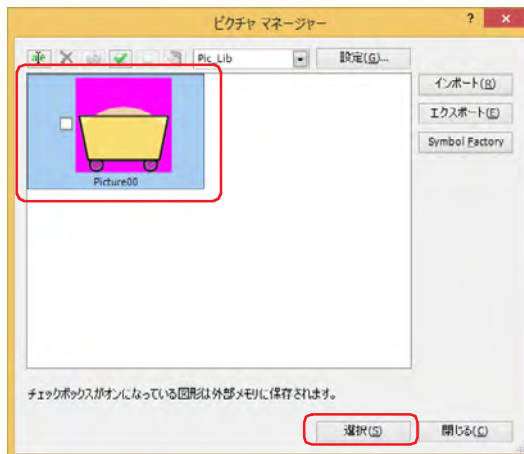 ピクチャ マネージャー
Pic_Lib
設定(G)...
インポート(R)
エクスポート(E)
Symbol Factory
Picture00
チェックボックスがオンになっている図形は外部メモリに保存されます。
選択(S)
閉じる(C)